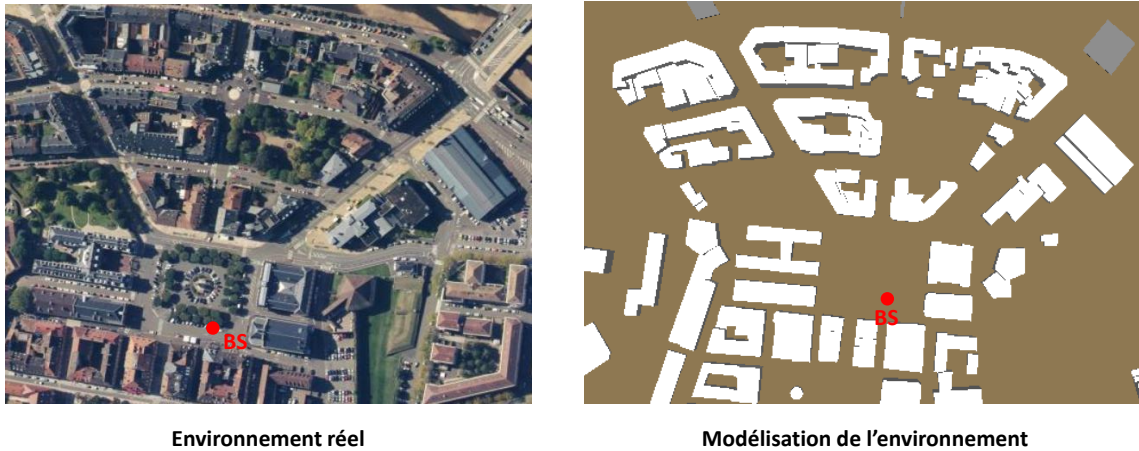 BS
BS
Environnement réel
Modélisation de l’environnement